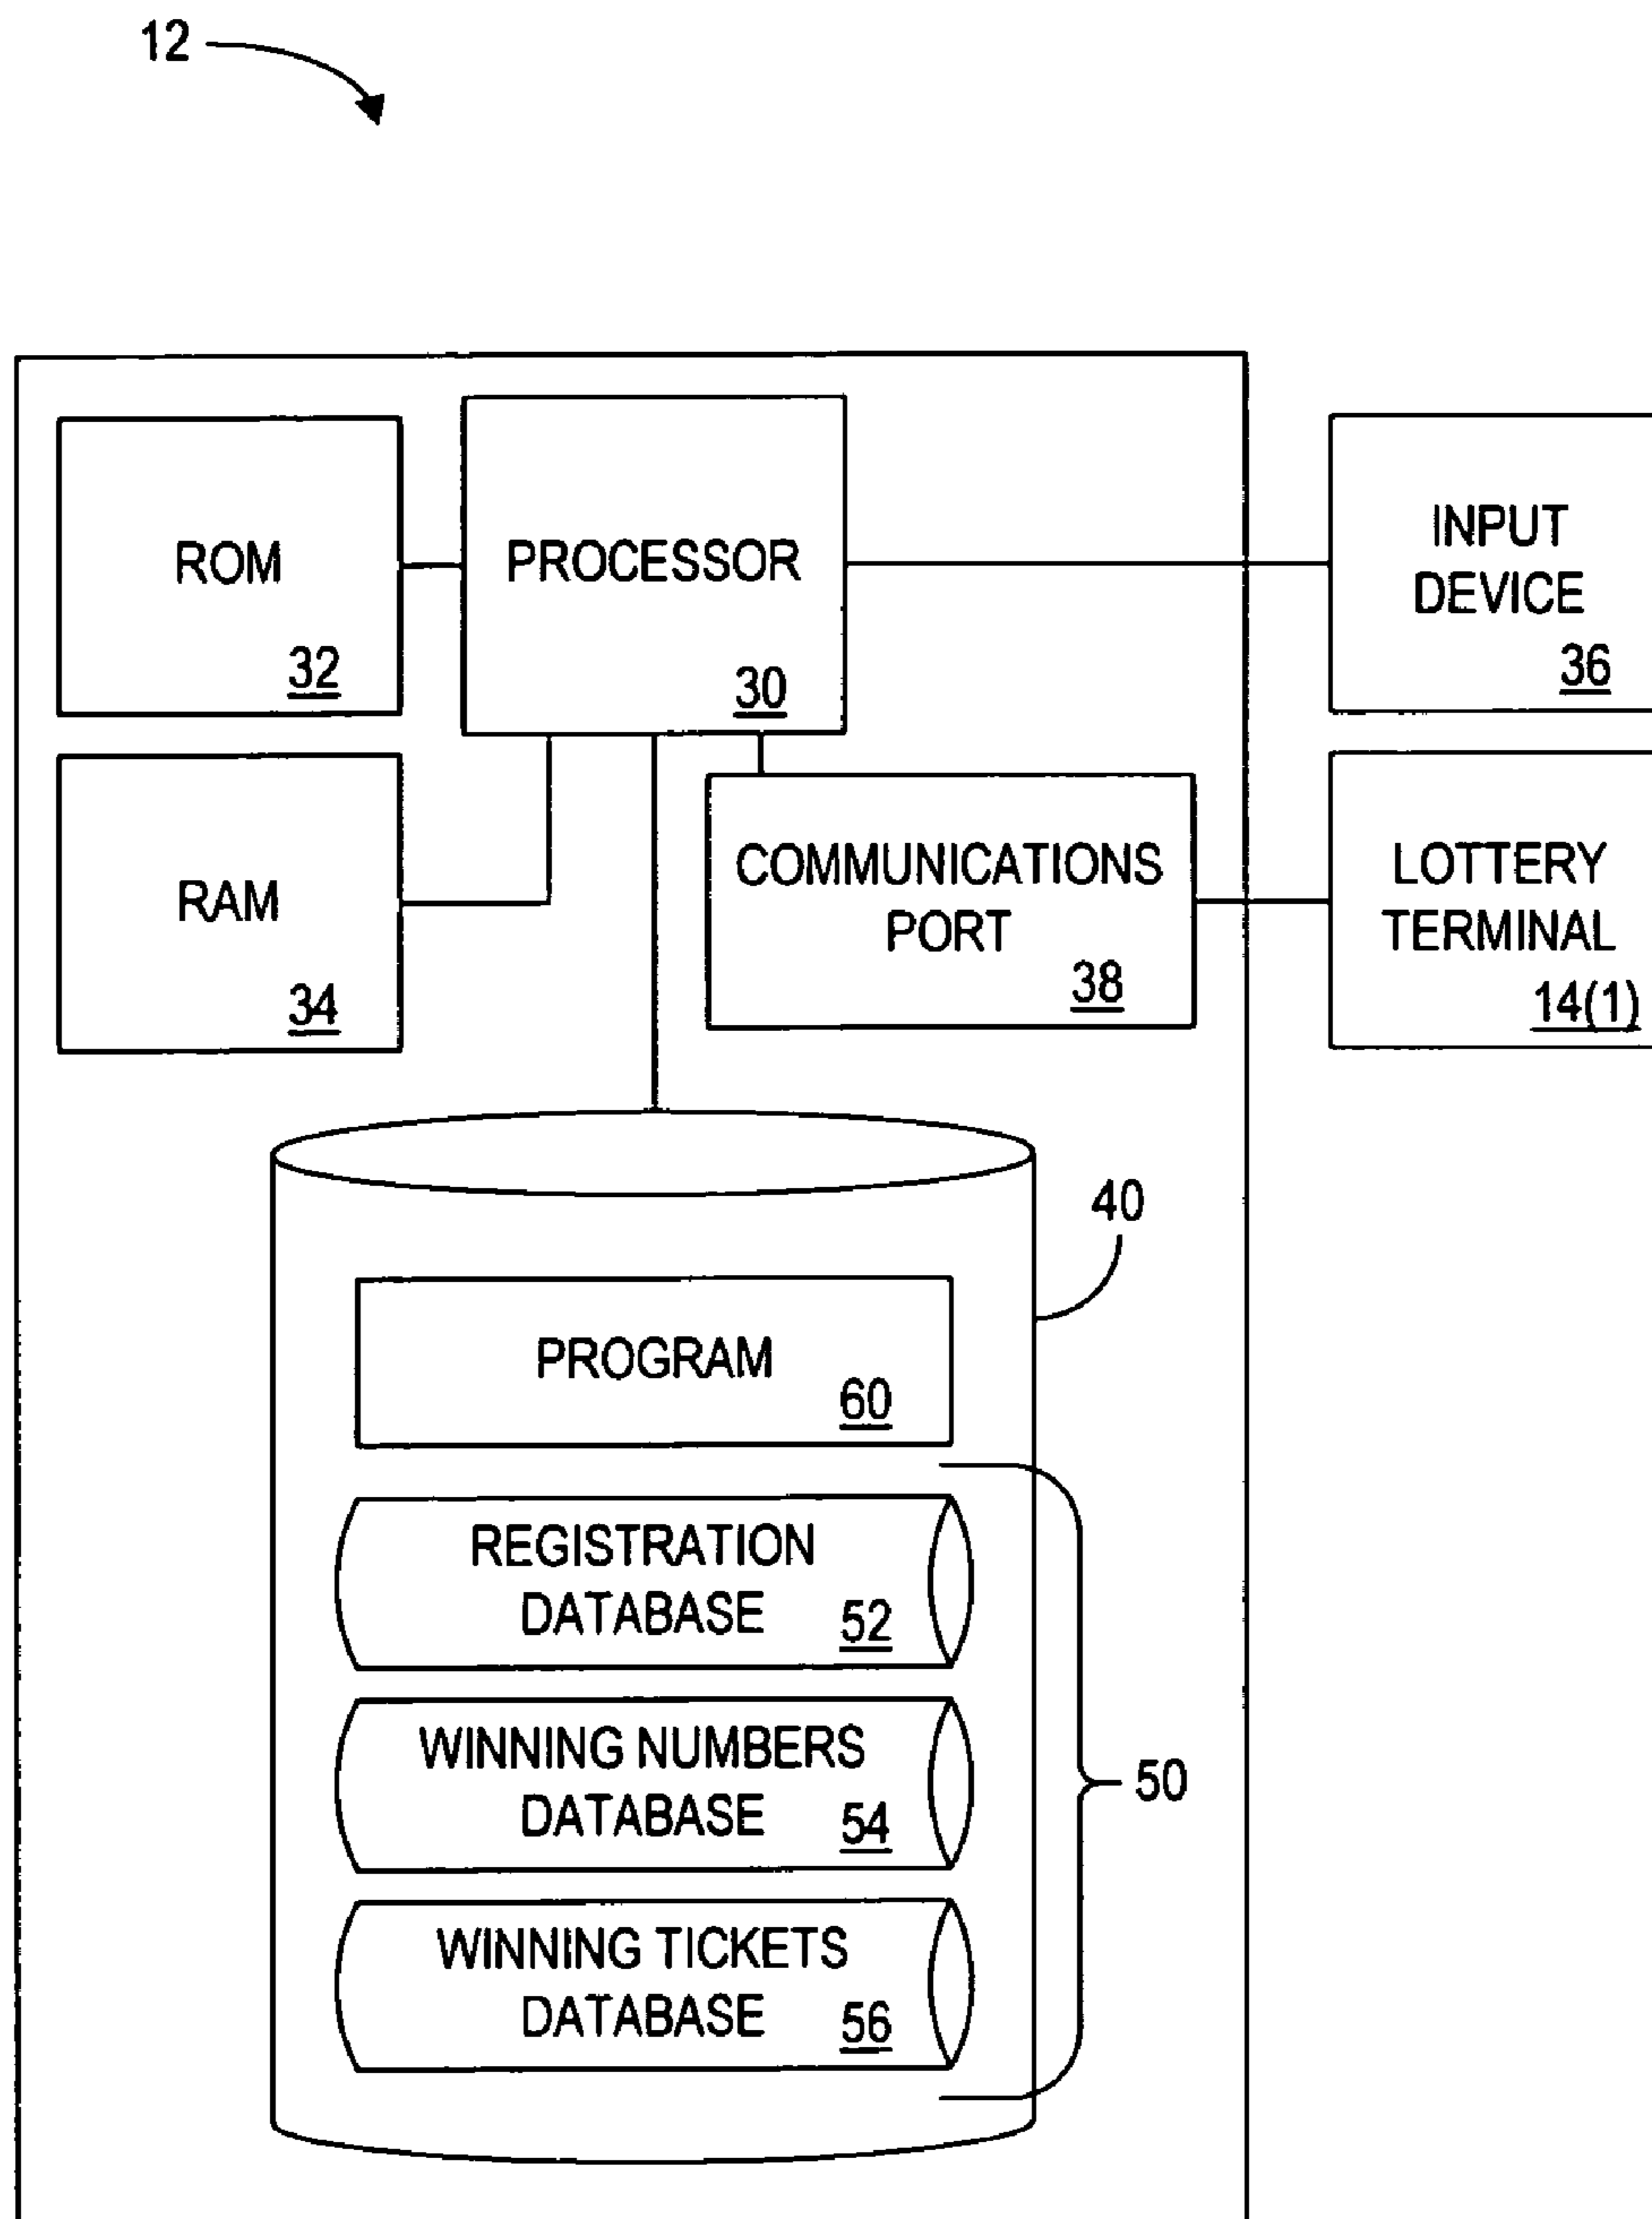 12
ROM
32
PROCESSOR
30
INPUT
DEVICE
36
RAM
34
COMMUNICATIONS
PORT
38
LOTTERY
TERMINAL
14(1)
40
PROGRAM
60
REGISTRATION
DATABASE
52
WINNING NUMBERS
DATABASE
54
50
WINNING TICKETS
DATABASE
56